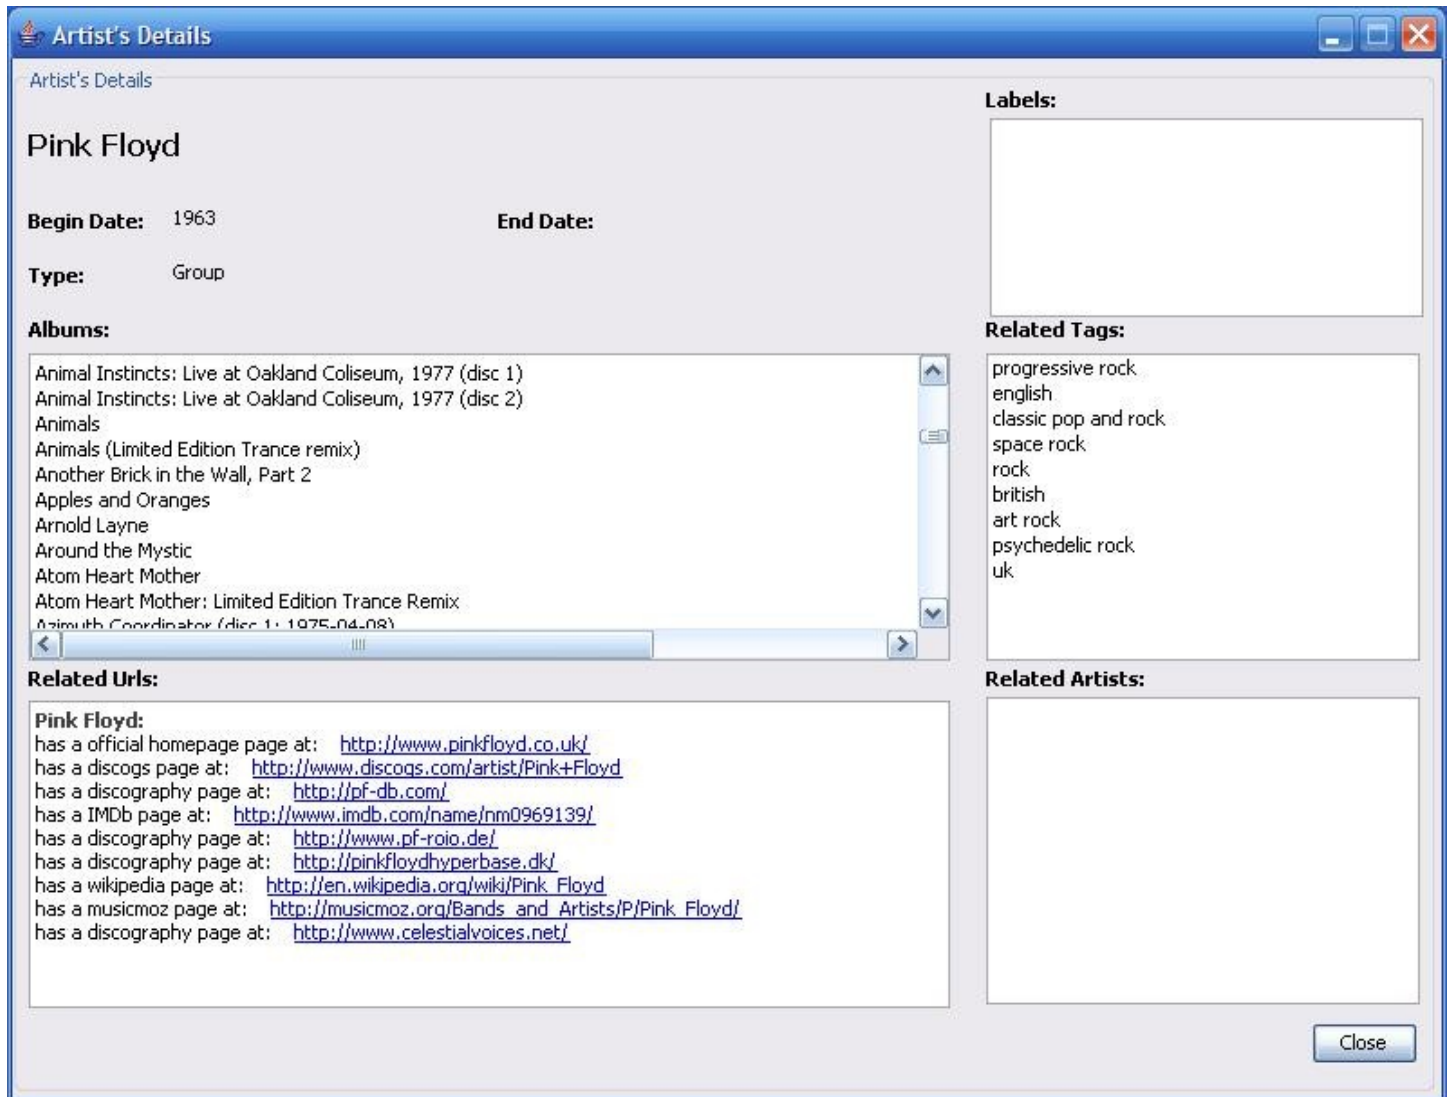 Artist's Details
Artist's Details
Pink Floyd
Begin Date: 1963 End Date:
Type: Group
Albums:
Animal Instincts: Live at Oakland Coliseum, 1977 (disc 1)
Animal Instincts: Live at Oakland Coliseum, 1977 (disc 2)
Animals
Animals (Limited Edition Trance remix)
Another Brick in the Wall, Part 2
Apples and Oranges
Arnold Layne
Around the Mystic
Atom Heart Mother
Atom Heart Mother: Limited Edition Trance Remix
Azimuth Coordinator (disc 1: 1975-04-08)
Related Urls:
Pink Floyd:
has a official homepage page at: http://www.pinkfloyd.co.uk/
has a discogs page at: http://www.discogs.com/artist/Pink+Floyd
has a discography page at: http://pf-db.com/
has a IMDb page at: http://www.imdb.com/name/nm0969139/
has a discography page at: http://www.pf-roio.de/
has a discography page at: http://pinkfloydhyperbase.dk/
has a wikipedia page at: http://en.wikipedia.org/wiki/Pink_Floyd
has a musicmoz page at: http://musicmoz.org/Bands_and_Artists/P/Pink_Floyd/
has a discography page at: http://www.celestialvoices.net/
Labels:
Related Tags:
progressive rock
english
classic pop and rock
space rock
rock
british
art rock
psychedelic rock
uk
Related Artists:
Close